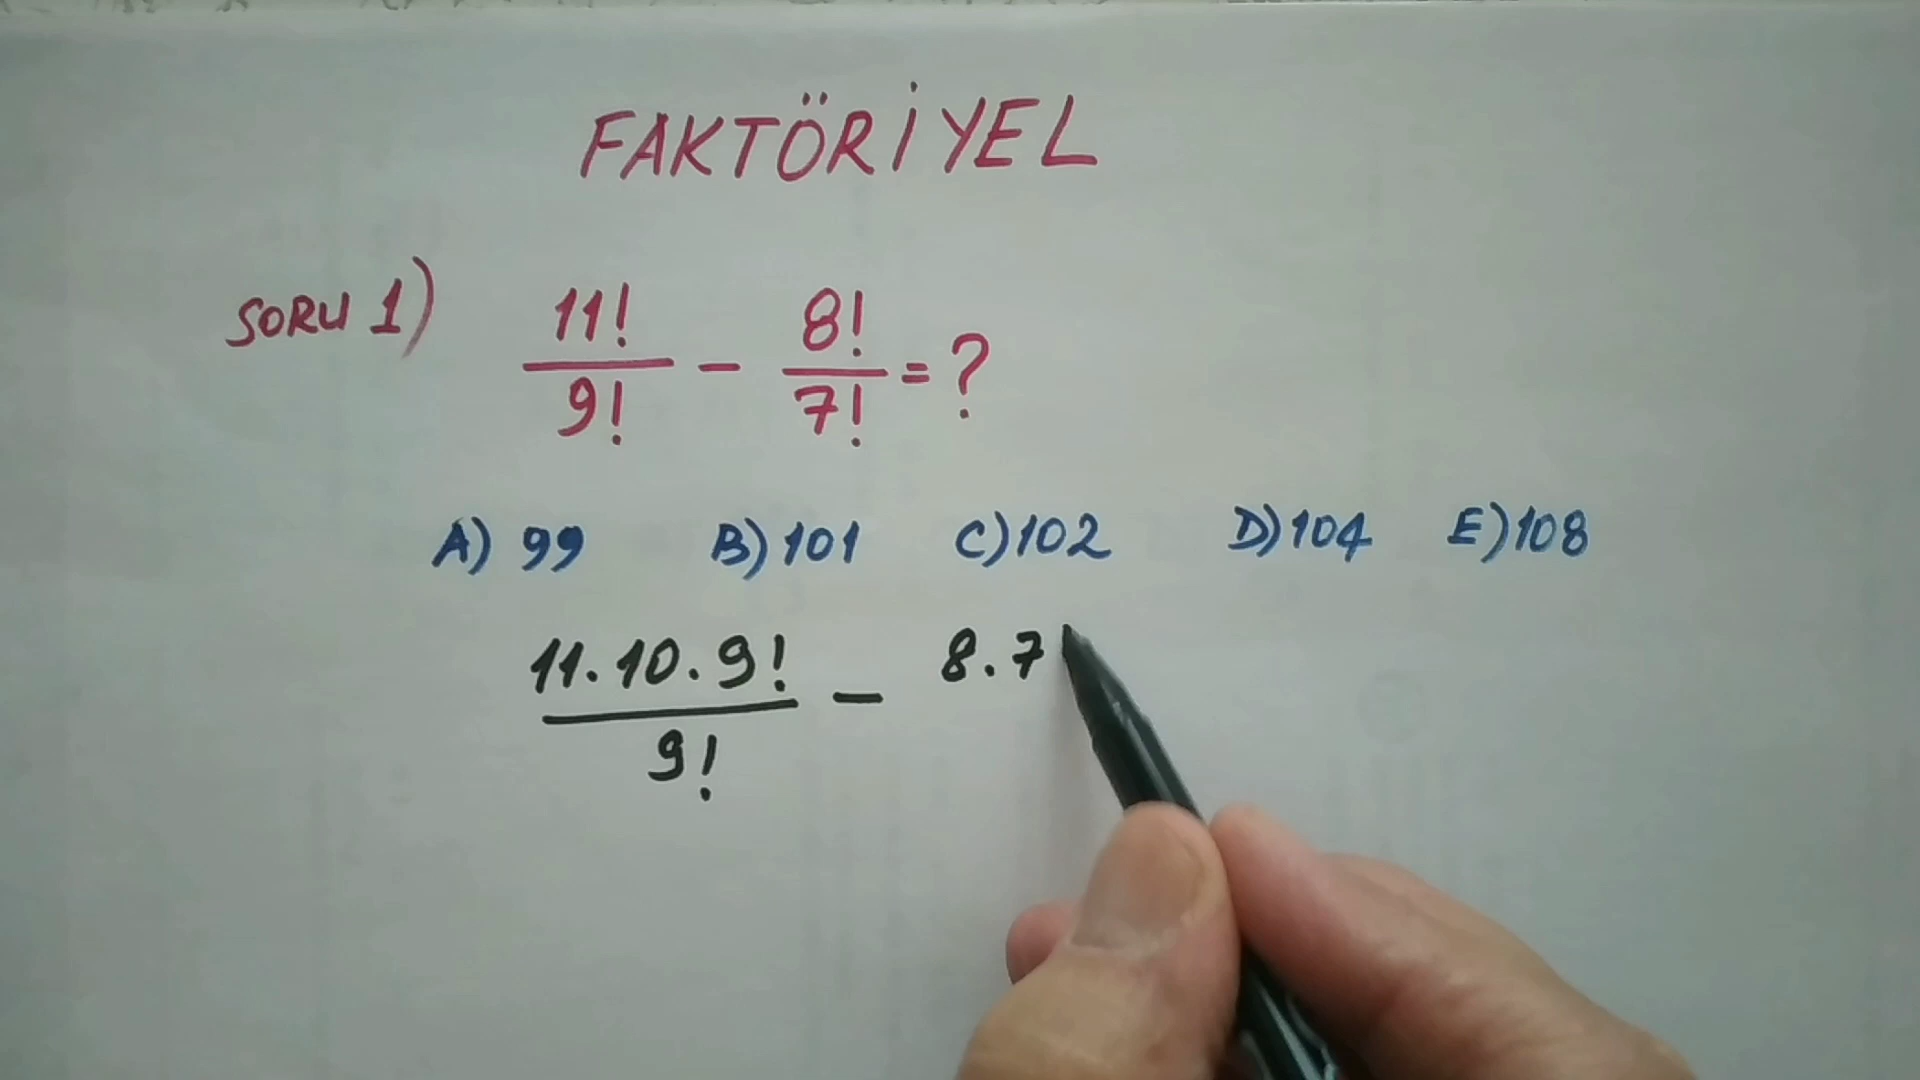 FAKTÖRİYEL
SORU 1) 11!/9! - 8!/7! = ?
A) 99 B) 101 C) 102 D) 104 E) 108
11.10.9!/9! - 8.7